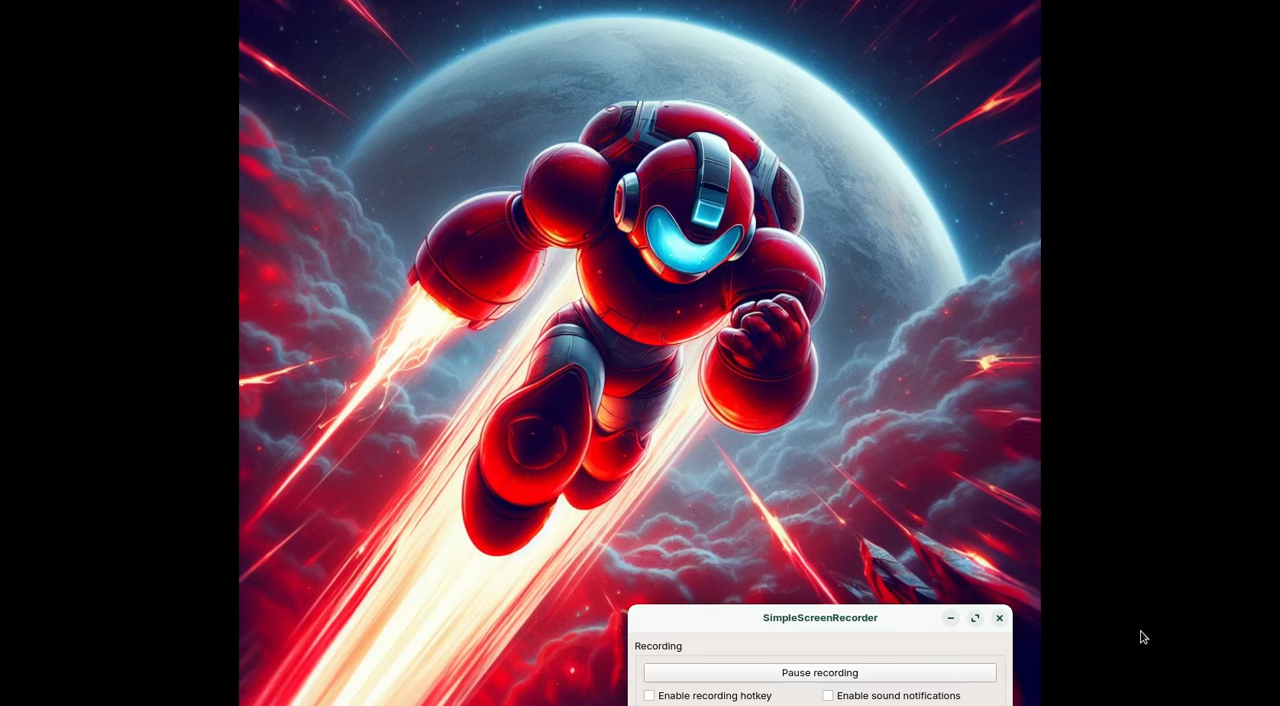 SimpleScreenRecorder
Recording
Pause recording
Enable recording hotkey
Enable sound notifications